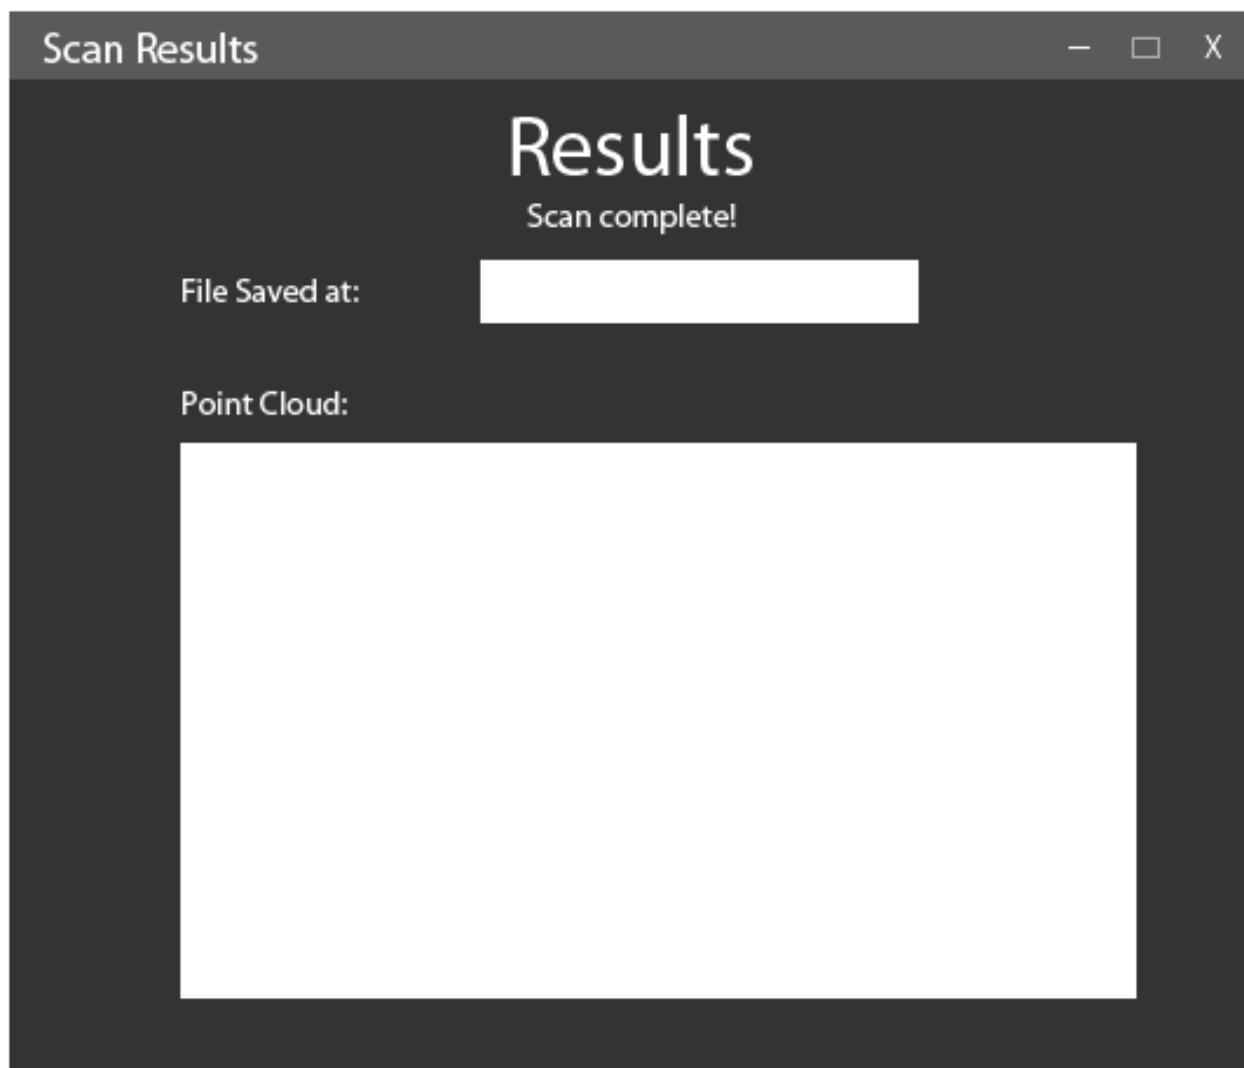 Scan Results
X
Results
Scan complete!
File Saved at:
Point Cloud: